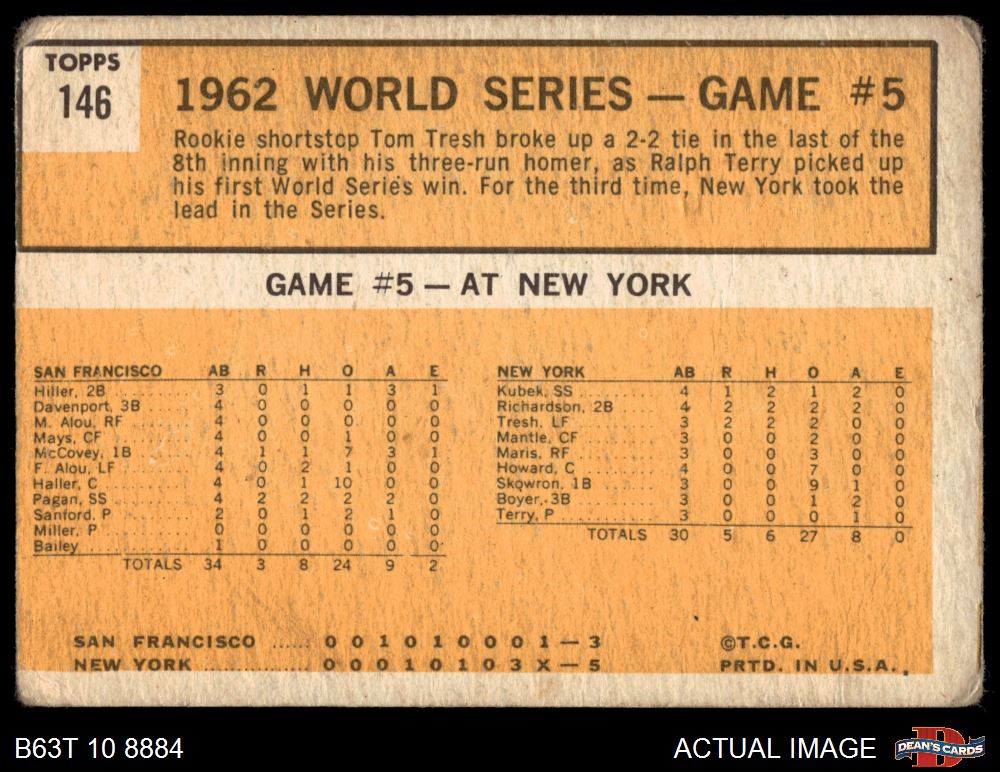 TOPPS
146
1962 WORLD SERIES — GAME #5
Rookie shortstop Tom Tresh broke up a 2-2 tie in the last of the
8th inning with his three-run homer, as Ralph Terry picked up
his first World Series win. For the third time, New York took the
lead in the Series.
GAME #5 — AT NEW YORK
SAN FRANCISCO AB R H O A E
Hiller, 2B ........ 3 0 1 1 3 1
Davenport, 3B ..... 4 0 0 0 0 0
M. Alou, RF ....... 4 0 0 0 0 0
Mays, CF .......... 4 0 0 1 0 0
McCovey, 1B ....... 4 1 1 7 3 1
F. Alou, LF ....... 4 0 2 1 0 0
Haller, C ......... 4 0 1 10 0 0
Pagan, SS ......... 4 2 2 2 2 0
Sanford, P ........ 2 0 1 2 1 0
Miller, P ......... 0 0 0 0 0 0
Bailey ............ 1 0 0 0 0 0
TOTALS 34 3 8 24 9 2
NEW YORK AB R H O A E
Kubek, SS ......... 4 1 2 1 2 0
Richardson, 2B .... 4 2 2 2 2 0
Tresh, LF ......... 3 2 2 2 0 0
Mantle, CF ........ 3 0 0 2 0 0
Maris, RF ......... 3 0 0 3 0 0
Howard, C ......... 4 0 0 7 0 0
Skowron, 1B ....... 3 0 0 9 1 0
Boyer, 3B ......... 3 0 0 1 2 0
Terry, P .......... 3 0 0 0 1 0
TOTALS 30 5 6 27 8 0
SAN FRANCISCO ...... 0 0 1 0 1 0 0 0 1 — 3
NEW YORK ............ 0 0 0 1 0 1 0 3 X — 5
©T.C.G.
PRTD. IN U.S.A.
B63T 10 8884
ACTUAL IMAGE
DEAN'S CARDS